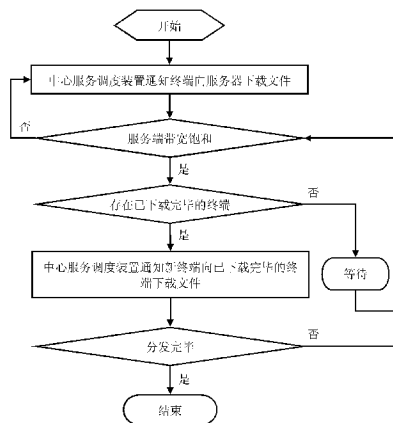 开始
中心服务调度装置通知终端向服务器下载文件
否
服务端带宽饱和
是
存在已下载完毕的终端
否
是
中心服务调度装置通知新终端向已下载完毕的终
端下载文件
等待
分发完毕
否
是
结束